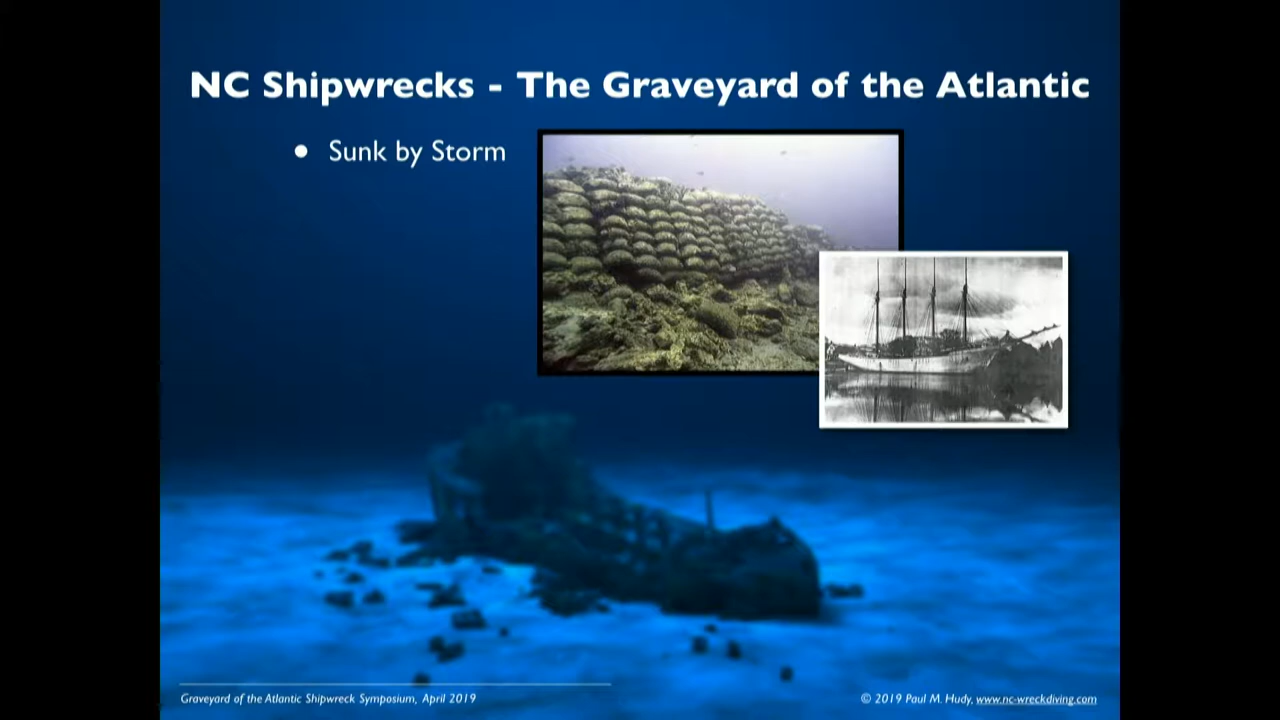 NC Shipwrecks - The Graveyard of the Atlantic
• Sunk by Storm
Graveyard of the Atlantic Shipwreck Symposium, April 2019
© 2019 Paul M. Hudy, www.nc-wreckdiving.com